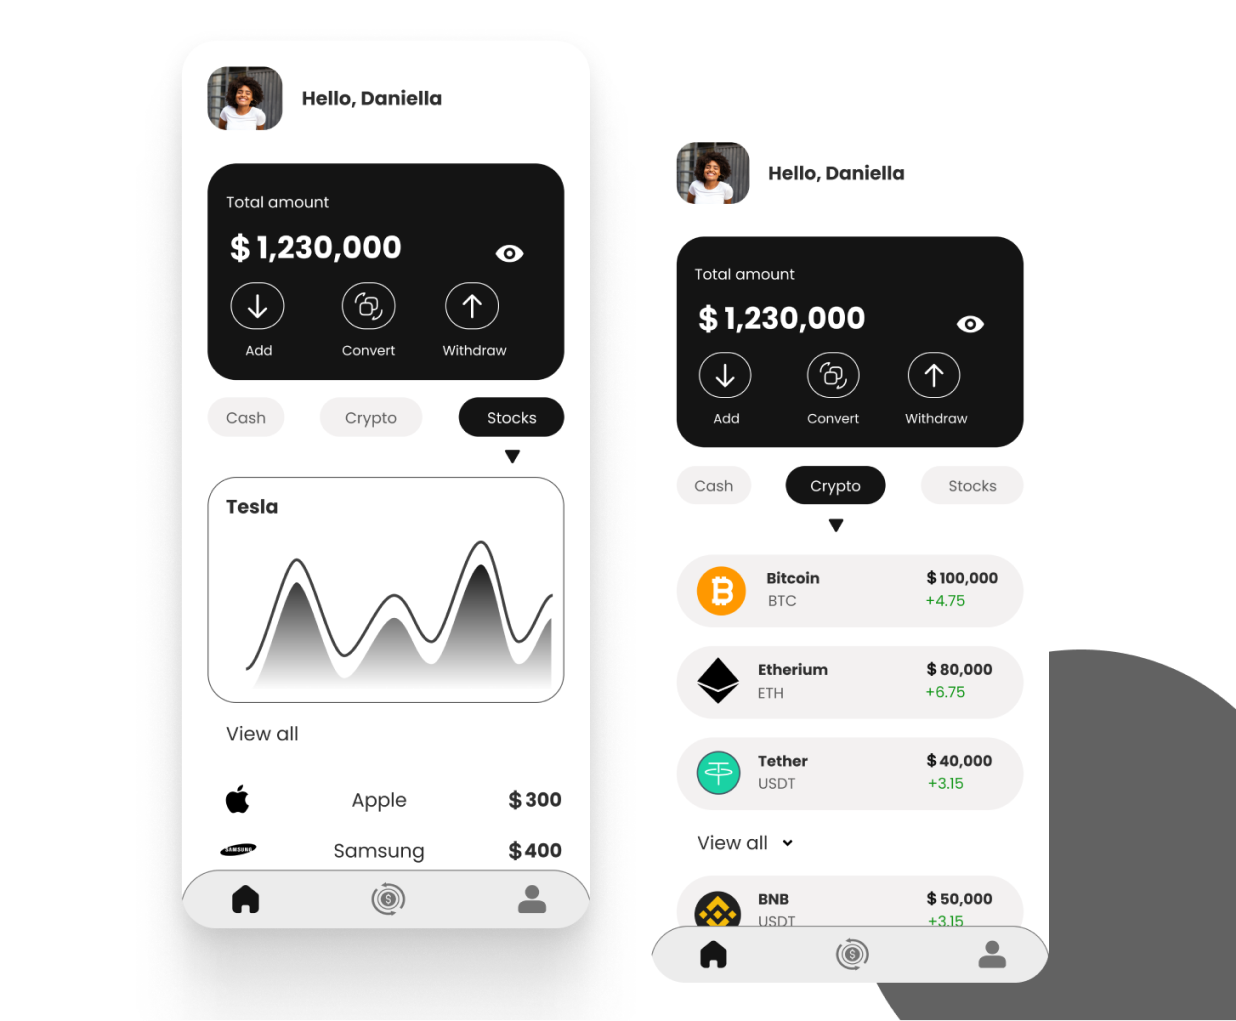 Hello, Daniella
Total amount
$ 1,230,000
Add Convert Withdraw
Cash Crypto Stocks
Tesla
View all
Apple $ 300
SAMSUNG Samsung $ 400
Hello, Daniella
Total amount
$ 1,230,000
Add Convert Withdraw
Cash Crypto Stocks
Bitcoin $ 100,000
BTC +4.75
Etherium $ 80,000
ETH +6.75
Tether $ 40,000
USDT +3.15
View all
BNB $ 50,000
USDT +3.15